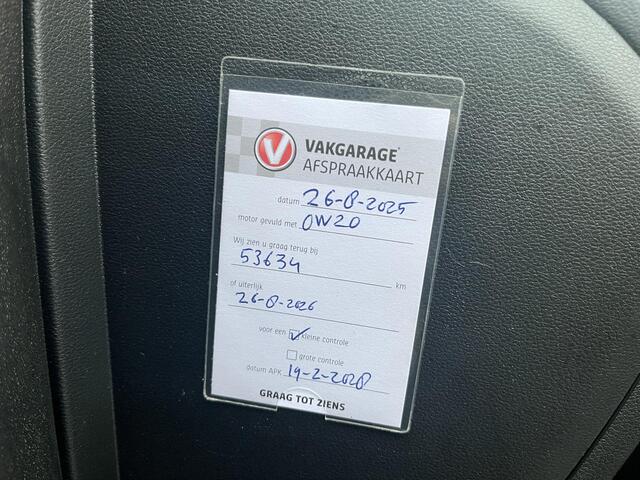 V VAKGARAGE®
AFSPRAAKKAART
datum 26-8-2025
motor gevuld met 0W20
Wij zien u graag terug bij
53634 km
of uiterlijk
26-8-2026
voor een ✓ kleine controle
grote controle
datum APK 19-2-2028
GRAAG TOT ZIENS